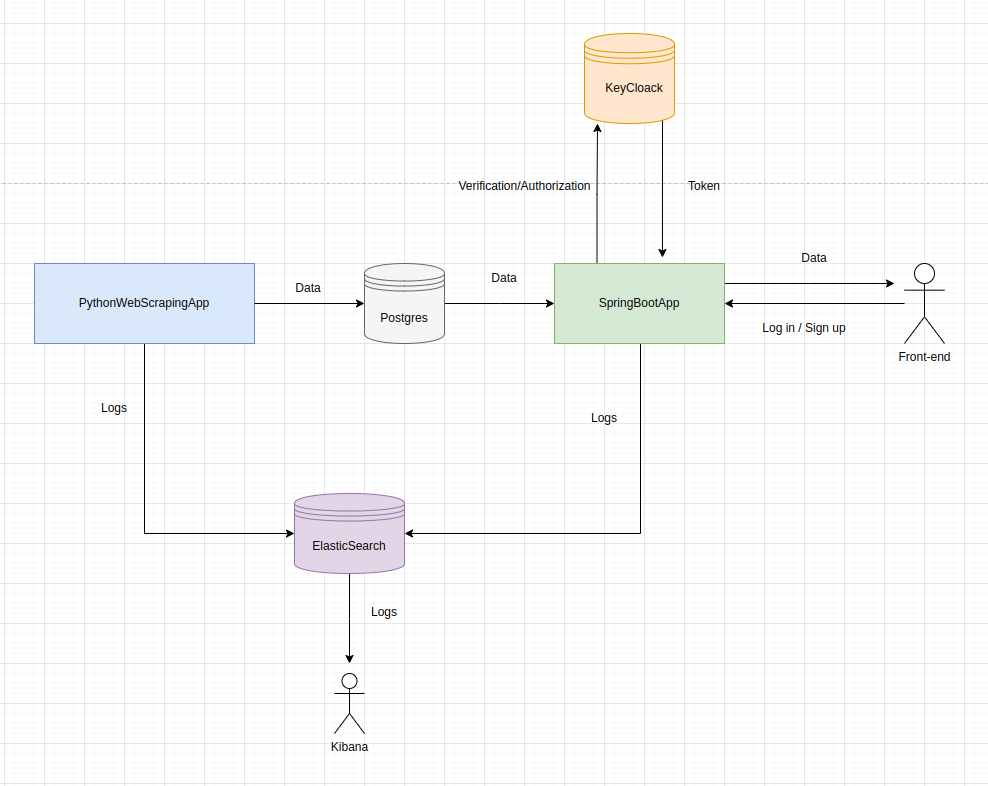 KeyCloack
Verification/Authorization
Token
Data
Data
Data
PythonWebScrapingApp
Postgres
SpringBootApp
Log in / Sign up
Front-end
Logs
Logs
ElasticSearch
Logs
Kibana